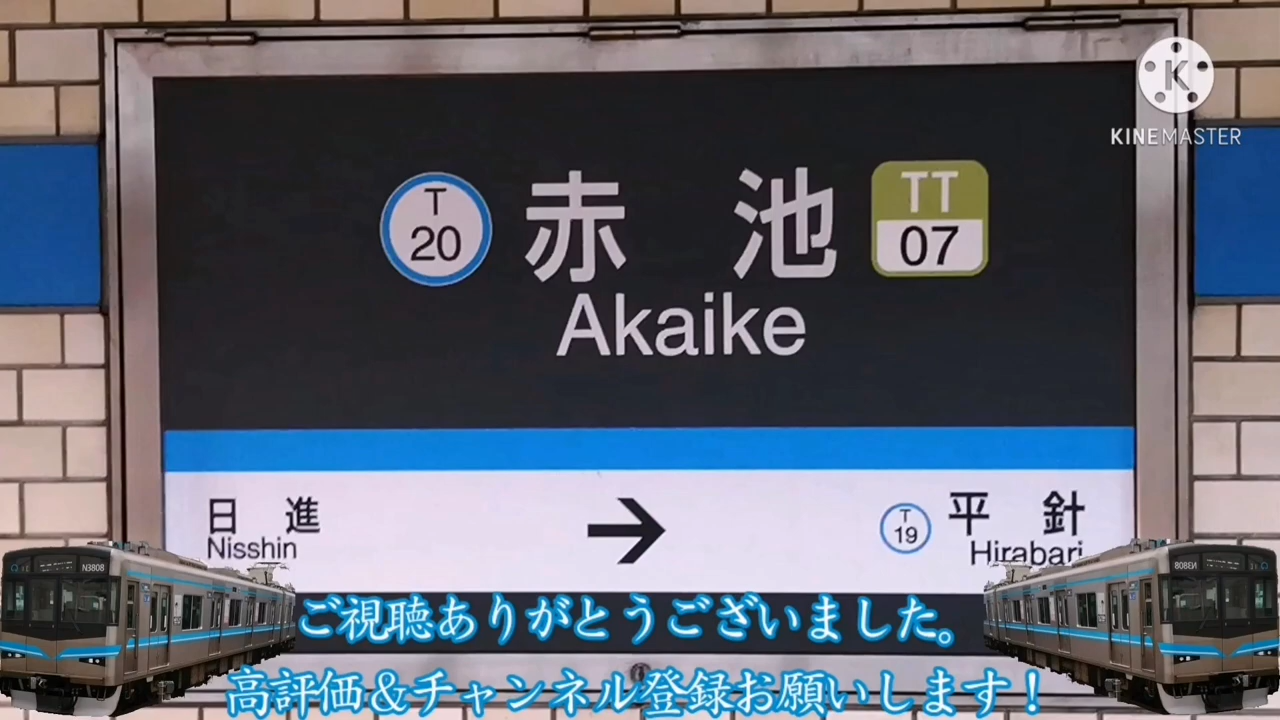 KINEMASTER
T
20
赤池
TT
07
Akaike
日進
Nisshin
→
T
19
平針
Hirabari
N3808
ご視聴ありがとうございました。
高評価&チャンネル登録お願いします！